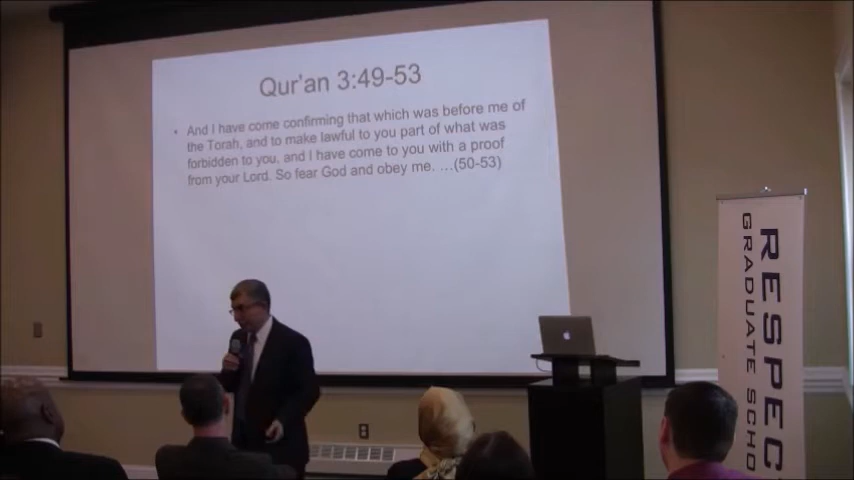 Qur'an 3:49-53
• And I have come confirming that which was before me of
the Torah, and to make lawful to you part of what was
forbidden to you, and I have come to you with a proof
from your Lord. So fear God and obey me. …(50-53)
RESPECT
GRADUATE SCHO